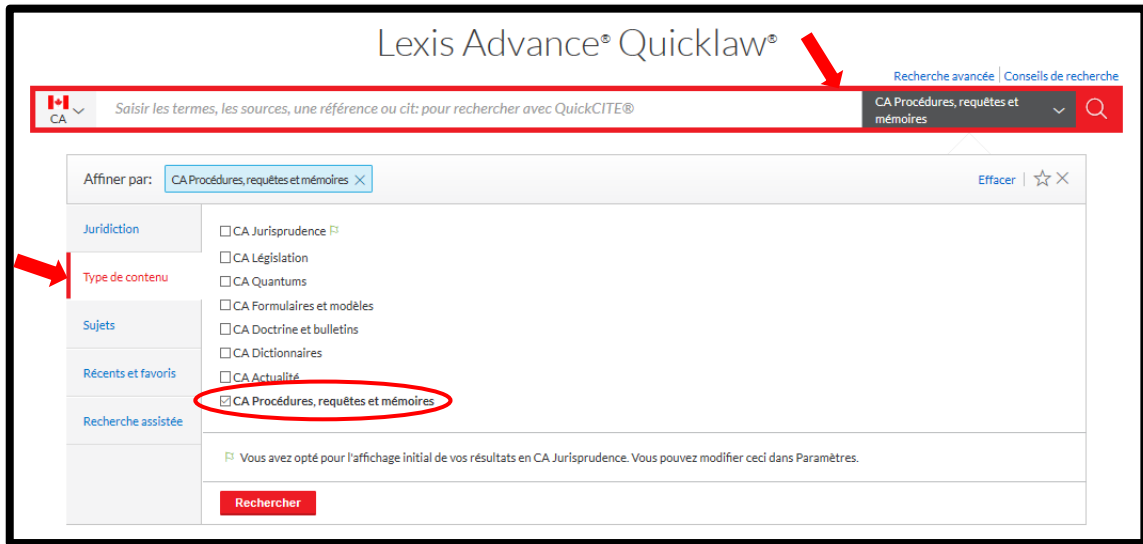 Lexis Advance® Quicklaw®
Recherche avancée | Conseils de recherche
CA
Saisir les termes, les sources, une référence ou cit: pour rechercher avec QuickCITE®
CA Procédures, requêtes et
mémoires
Affiner par:
CA Procédures, requêtes et mémoires
Effacer
Juridiction
Type de contenu
Sujets
Récents et favoris
Recherche assistée
CA Jurisprudence
CA Législation
CA Quantums
CA Formulaires et modèles
CA Doctrine et bulletins
CA Dictionnaires
CA Actualité
CA Procédures, requêtes et mémoires
Vous avez opté pour l'affichage initial de vos résultats en CA Jurisprudence. Vous pouvez modifier ceci dans Paramètres.
Rechercher